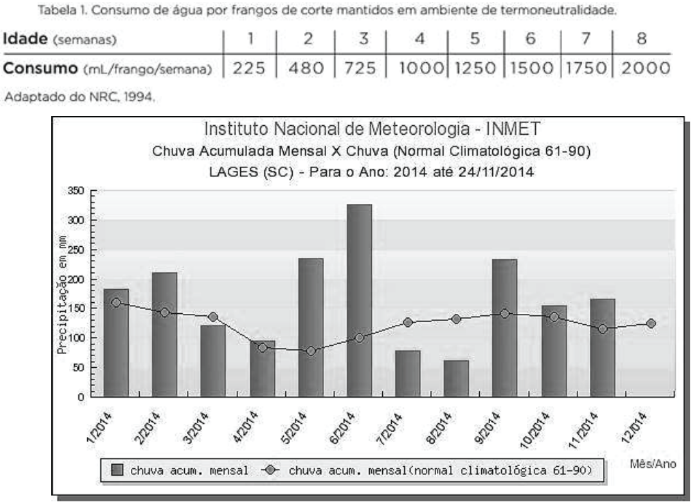 Tabela 1. Consumo de água por frangos de corte mantidos em ambiente de termoneutralidade.
Idade (semanas) 1 2 3 4 5 6 7 8
Consumo (mL/frango/semana) 225 480 725 1000 1250 1500 1750 2000
Adaptado do NRC, 1994.
Instituto Nacional de Meteorologia - INMET
Chuva Acumulada Mensal X Chuva (Normal Climatológica 61-90)
LAGES (SC) - Para o Ano: 2014 até 24/11/2014
Precipitação em mm
350
300
250
200
150
100
50
0
1/2014 2/2014 3/2014 4/2014 5/2014 6/2014 7/2014 8/2014 9/2014 10/2014 11/2014 12/2014
Mês/Ano
chuva acum. mensal chuva acum. mensal(normal climatológica 61-90)